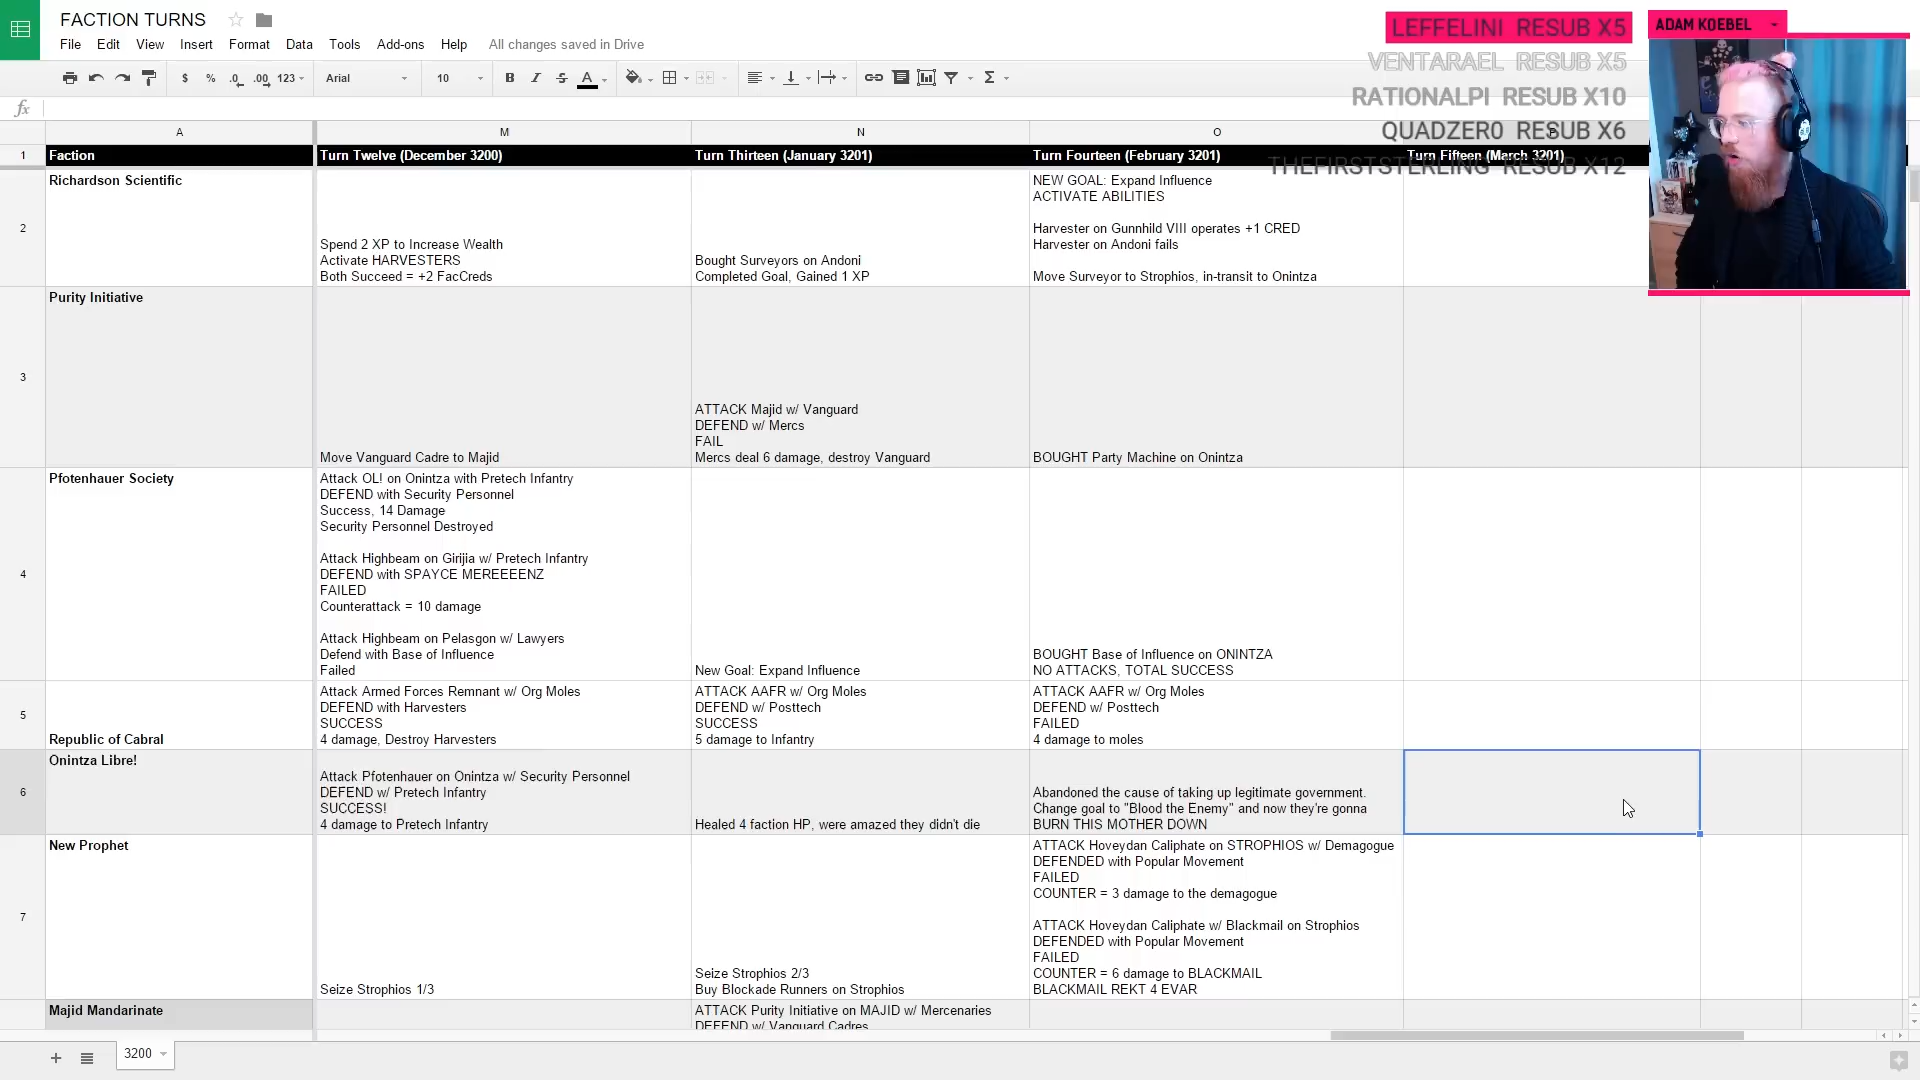 FACTION TURNS
File Edit View Insert Format Data Tools Add-ons Help All changes saved in Drive
$ % .0 .00 123 Arial 10 B I S A Σ
fx
LEFFELINI RESUB X5
VENTARAEL RESUB X5
RATIONALPI RESUB X10
QUADZER0 RESUB X6
THEFIRSTSTERLING RESUB X12
ADAM KOEBEL
A M N O P
1 Faction Turn Twelve (December 3200) Turn Thirteen (January 3201) Turn Fourteen (February 3201) Turn Fifteen (March 3201)
2
Richardson Scientific
Spend 2 XP to Increase Wealth
Activate HARVESTERS
Both Succeed = +2 FacCreds
Bought Surveyors on Andoni
Completed Goal, Gained 1 XP
NEW GOAL: Expand Influence
ACTIVATE ABILITIES
Harvester on Gunnhild VIII operates +1 CRED
Harvester on Andoni fails
Move Surveyor to Strophios, in-transit to Onintza
3
Purity Initiative
Move Vanguard Cadre to Majid
ATTACK Majid w/ Vanguard
DEFEND w/ Mercs
FAIL
Mercs deal 6 damage, destroy Vanguard
BOUGHT Party Machine on Onintza
4
Pfotenhauer Society
Attack OL! on Onintza with Pretech Infantry
DEFEND with Security Personnel
Success, 14 Damage
Security Personnel Destroyed
Attack Highbeam on Girijia w/ Pretech Infantry
DEFEND with SPAYCE MEREEEENZ
FAILED
Counterattack = 10 damage
Attack Highbeam on Pelasgon w/ Lawyers
Defend with Base of Influence
Failed
New Goal: Expand Influence
BOUGHT Base of Influence on ONINTZA
NO ATTACKS, TOTAL SUCCESS
5
Republic of Cabral
Attack Armed Forces Remnant w/ Org Moles
DEFEND with Harvesters
SUCCESS
4 damage, Destroy Harvesters
ATTACK AAFR w/ Org Moles
DEFEND w/ Posttech
SUCCESS
5 damage to Infantry
ATTACK AAFR w/ Org Moles
DEFEND w/ Posttech
FAILED
4 damage to moles
6
Onintza Libre!
Attack Pfotenhauer on Onintza w/ Security Personnel
DEFEND w/ Pretech Infantry
SUCCESS!
4 damage to Pretech Infantry
Healed 4 faction HP, were amazed they didn't die
Abandoned the cause of taking up legitimate government.
Change goal to "Blood the Enemy" and now they're gonna
BURN THIS MOTHER DOWN
7
New Prophet
Seize Strophios 1/3
Seize Strophios 2/3
Buy Blockade Runners on Strophios
ATTACK Hoveydan Caliphate on STROPHIOS w/ Demagogue
DEFENDED with Popular Movement
FAILED
COUNTER = 3 damage to the demagogue
ATTACK Hoveydan Caliphate w/ Blackmail on Strophios
DEFENDED with Popular Movement
FAILED
COUNTER = 6 damage to BLACKMAIL
BLACKMAIL REKT 4 EVAR
Majid Mandarinate
ATTACK Purity Initiative on MAJID w/ Mercenaries
DEFEND w/ Vanguard Cadres
3200